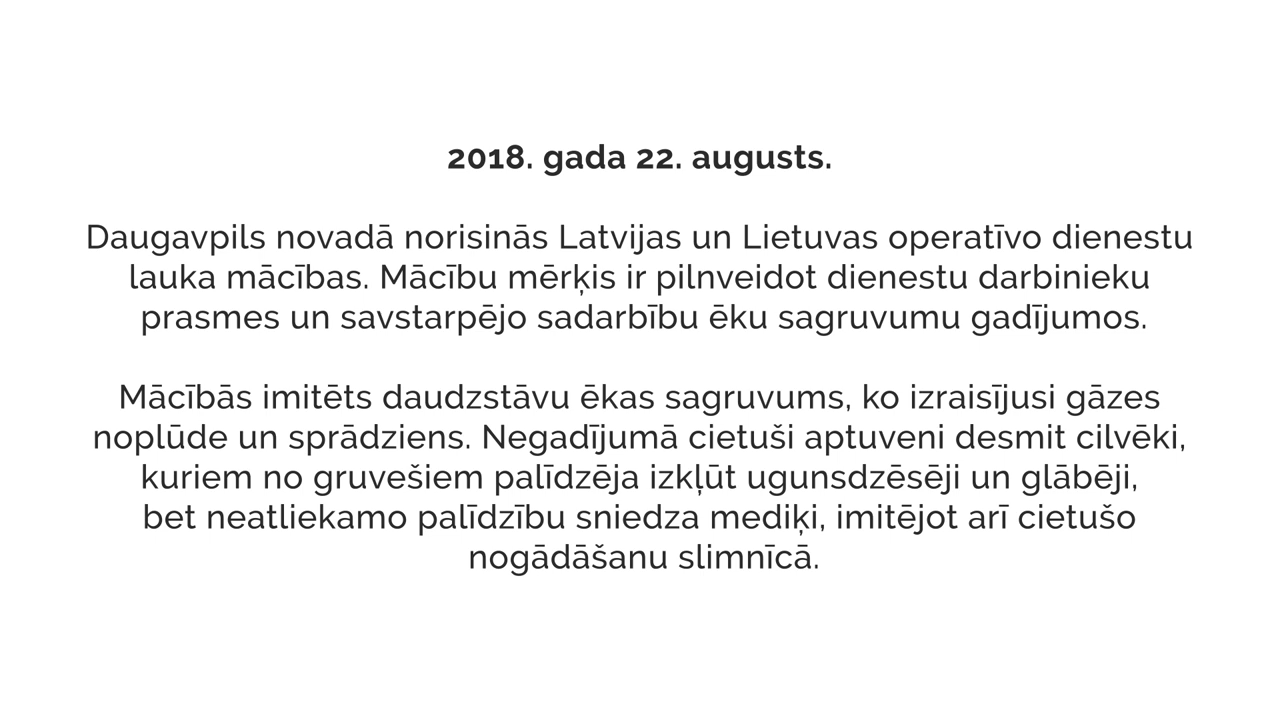 2018. gada 22. augusts.
Daugavpils novadā norisinās Latvijas un Lietuvas operatīvo dienestu
lauka mācības. Mācību mērķis ir pilnveidot dienestu darbinieku
prasmes un savstarpējo sadarbību ēku sagruvumu gadījumos.
Mācībās imitēts daudzstāvu ēkas sagruvums, ko izraisījusi gāzes
noplūde un sprādziens. Negadījumā cietuši aptuveni desmit cilvēki,
kuriem no gruvešiem palīdzēja izkļūt ugunsdzēsēji un glābēji,
bet neatliekamo palīdzību sniedza mediķi, imitējot arī cietušo
nogādāšanu slimnīcā.